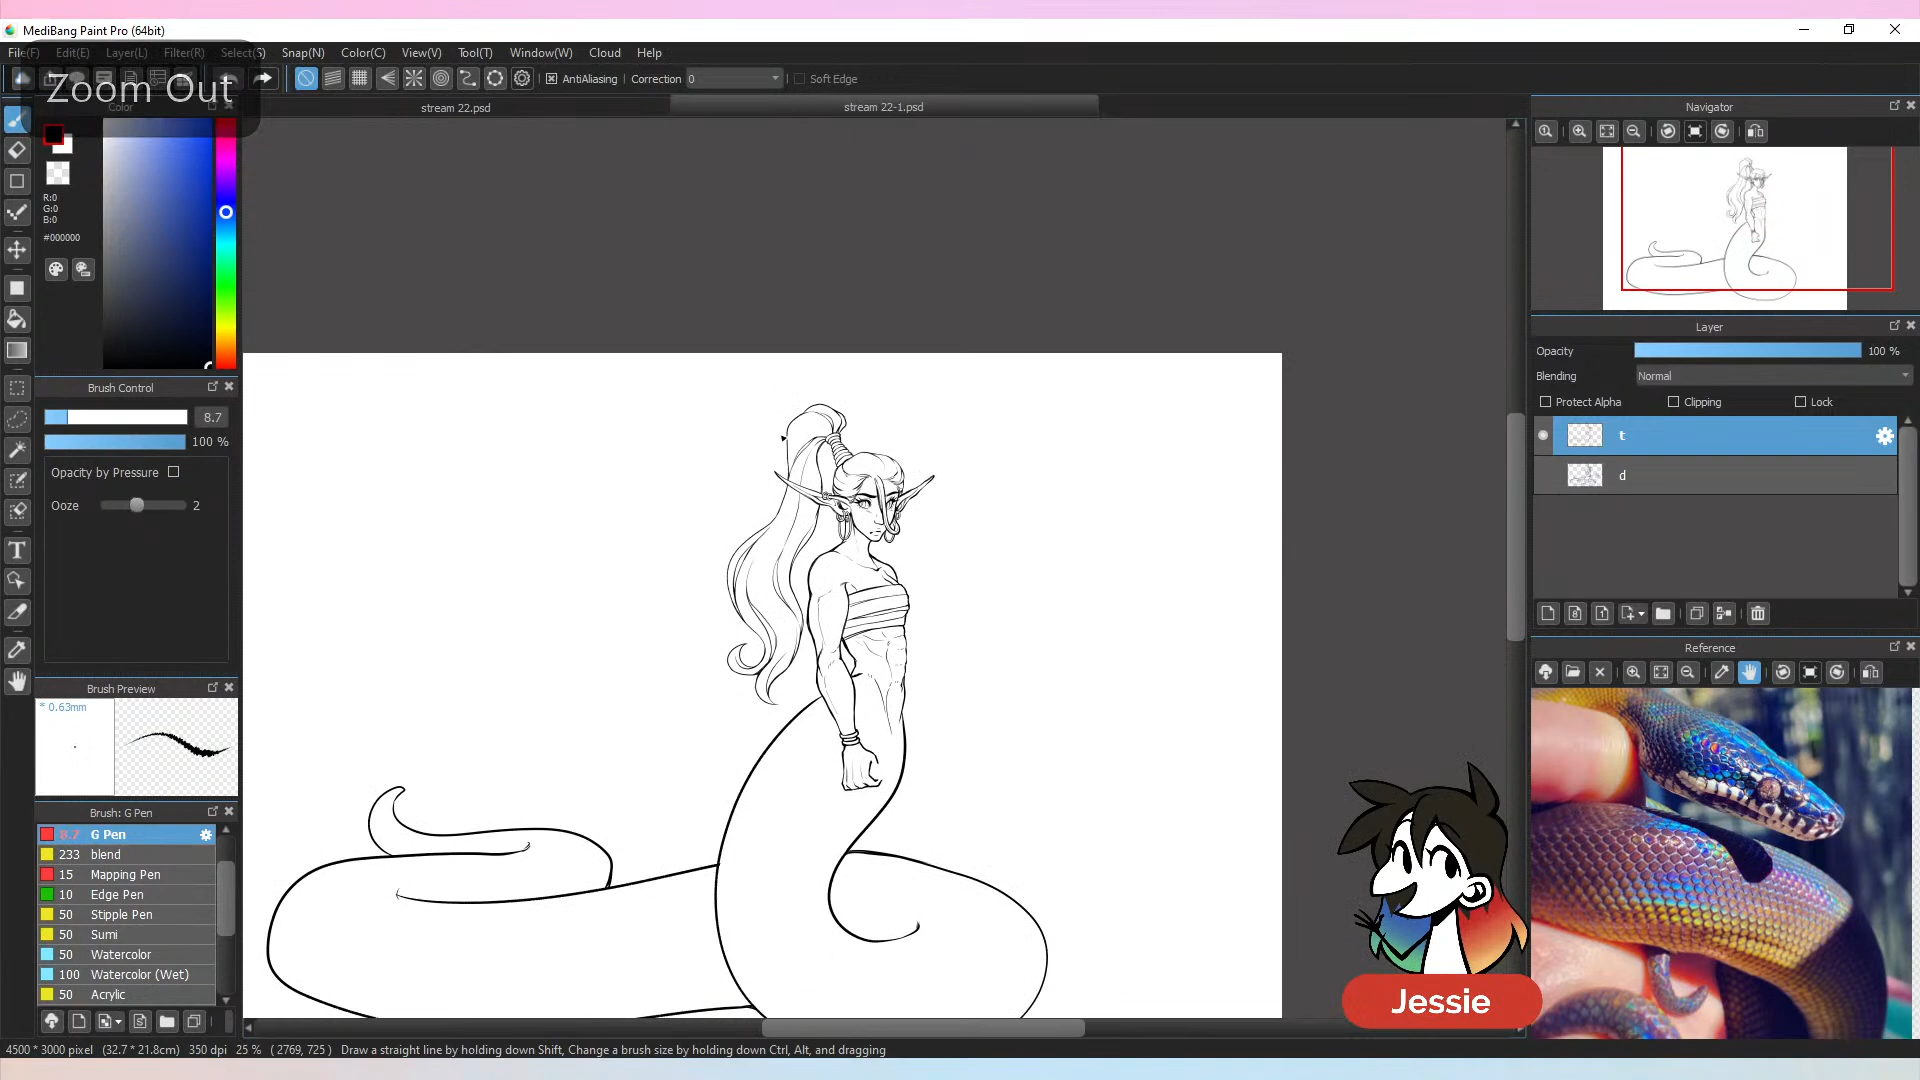 MediBang Paint Pro (64bit)
File(F) Edit(E) Layer(L) Filter(R) Select(S) Snap(N) Color(C) View(V) Tool(T) Window(W) Cloud Help
Zoom Out
AntiAliasing Correction 0 Soft Edge
Color
stream 22.psd stream 22-1.psd
R:0
G:0
B:0
#000000
Brush Control
8.7
100 %
Opacity by Pressure
Ooze 2
Brush Preview
* 0.63mm
Brush: G Pen
8.7 G Pen
233 blend
15 Mapping Pen
10 Edge Pen
50 Stipple Pen
50 Sumi
50 Watercolor
100 Watercolor (Wet)
50 Acrylic
Navigator
Layer
Opacity 100 %
Blending Normal
Protect Alpha Clipping Lock
t
d
Reference
Jessie
4500 * 3000 pixel (32.7 * 21.8cm) 350 dpi 25 % ( 2769, 725 ) Draw a straight line by holding down Shift, Change a brush size by holding down Ctrl, Alt, and dragging